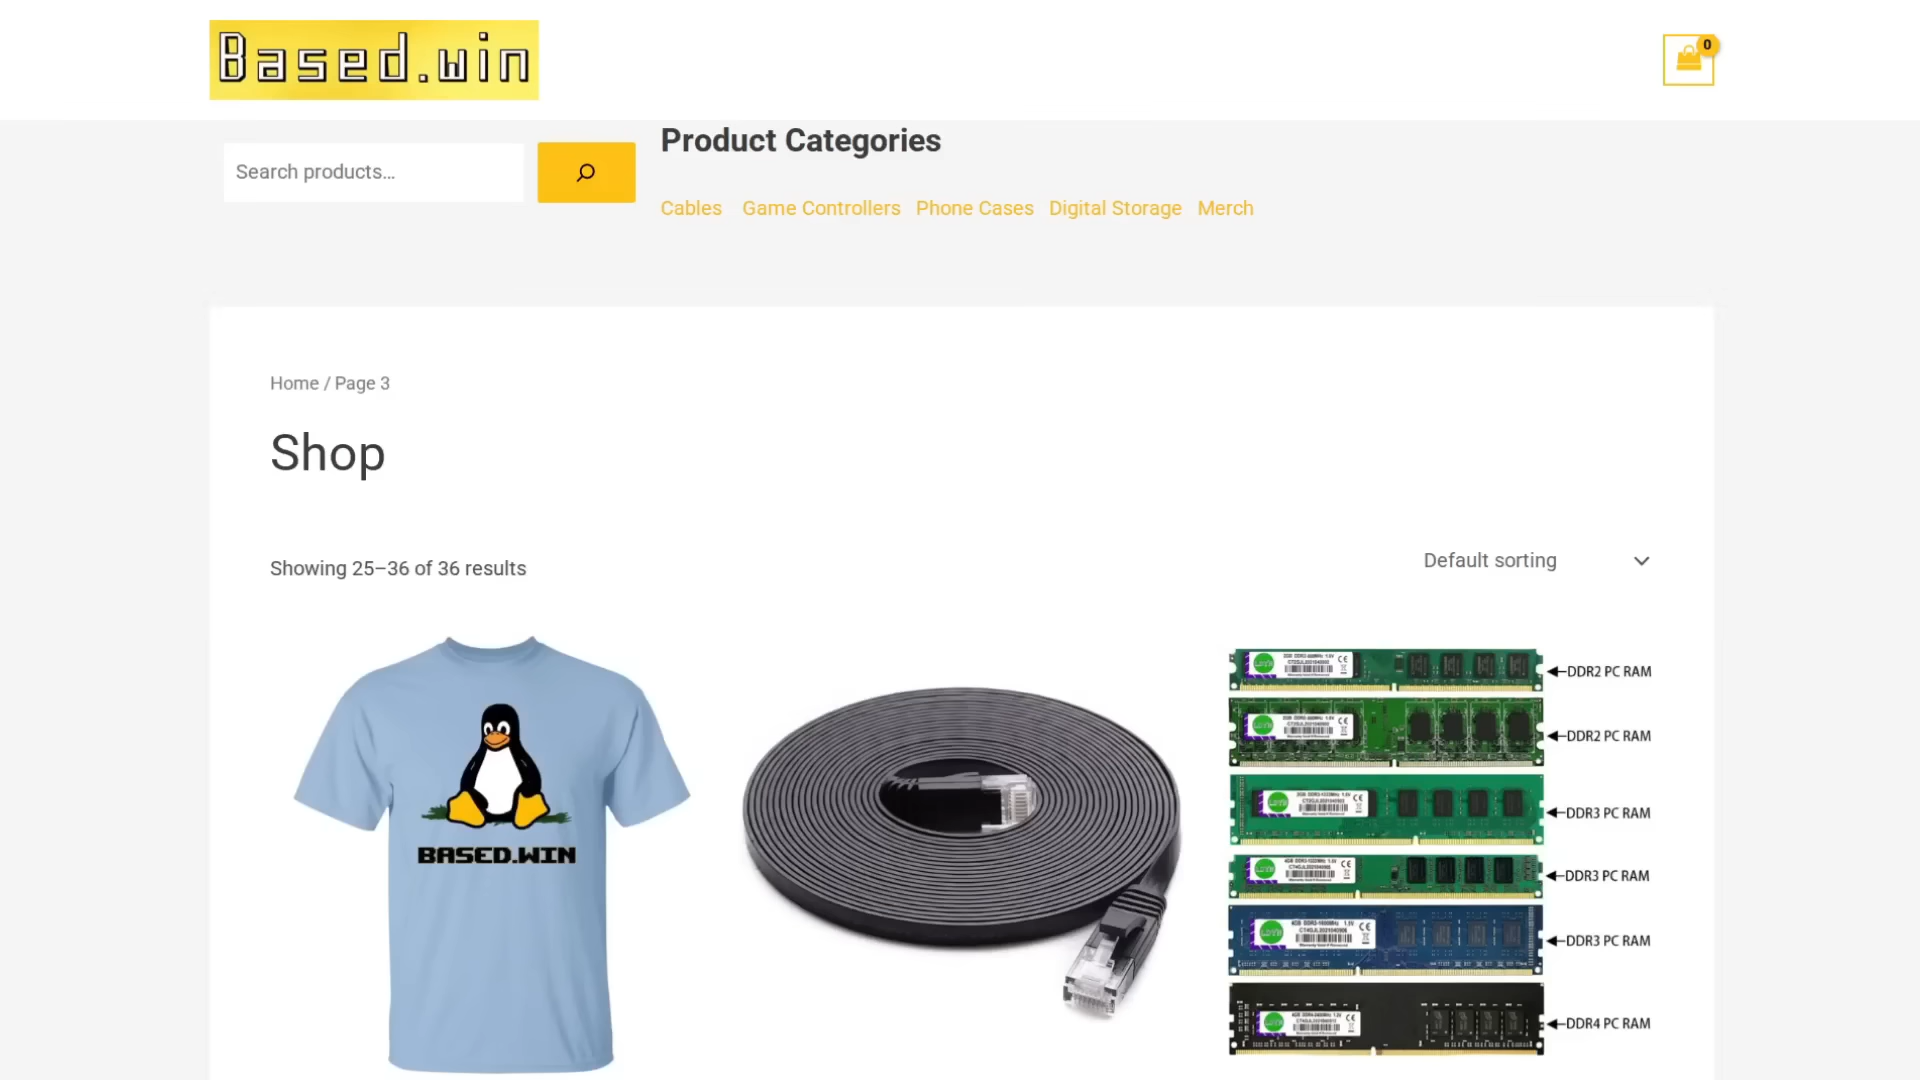 Based.win
0
Search products...
Product Categories
Cables Game Controllers Phone Cases Digital Storage Merch
Home / Page 3
Shop
Showing 25–36 of 36 results
Default sorting
BASED.WIN
DDR2 PC RAM
DDR2 PC RAM
DDR3 PC RAM
DDR3 PC RAM
DDR3 PC RAM
DDR4 PC RAM